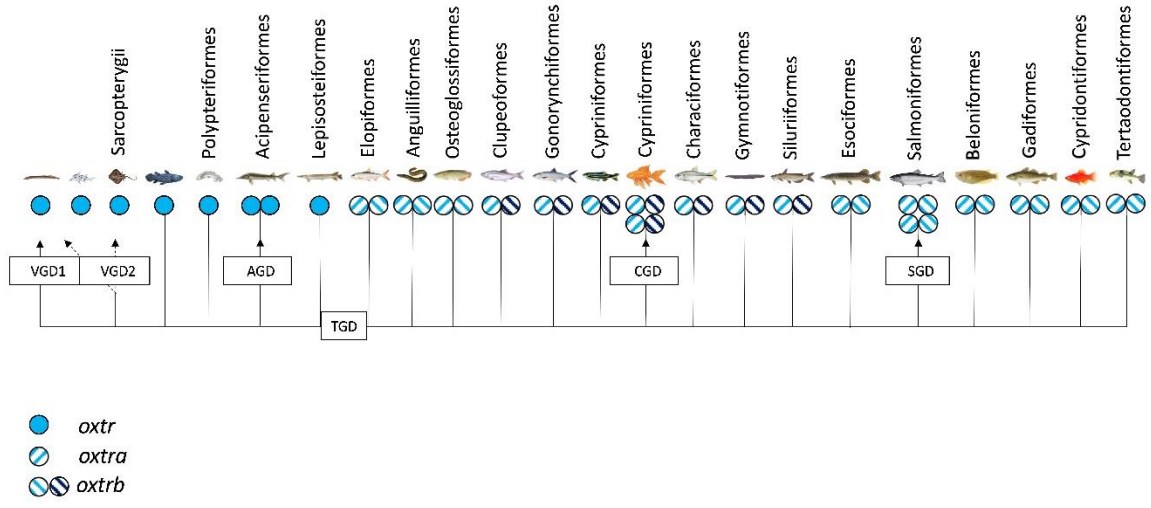 Sarcopterygii
Polypteriformes
Acipenseriformes
Lepisosteiformes
Elopiformes
Anguilliformes
Osteoglossiformes
Clupeoformes
Gonorynchiformes
Cypriniformes
Cypriniformes
Characiformes
Gymnotiformes
Siluriiformes
Esociformes
Salmoniformes
Beloniformes
Gadiformes
Cypridontiformes
Tertaodontiformes
VGD1
VGD2
AGD
CGD
SGD
TGD
oxtr
oxtra
oxtrb